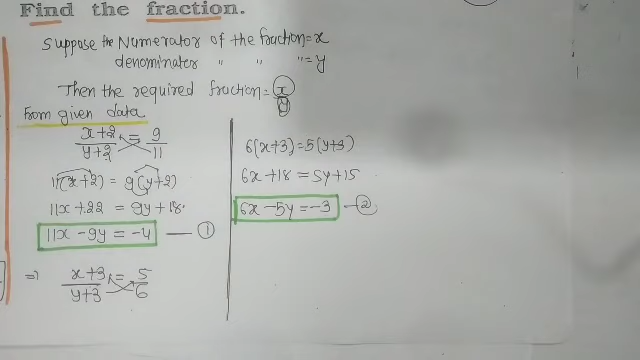 Find the fraction.
Suppose the Numerator of the fraction = x
denominater " " " = y
Then the required fraction = x/y
From given data
x+2/y+2 = 9/11
11(x+2) = 9(y+2)
11x+22 = 9y+18
11x - 9y = -4 — 1
=> x+3/y+3 = 5/6
6(x+3) = 5(y+3)
6x+18 = 5y+15
6x-5y = -3 — 2